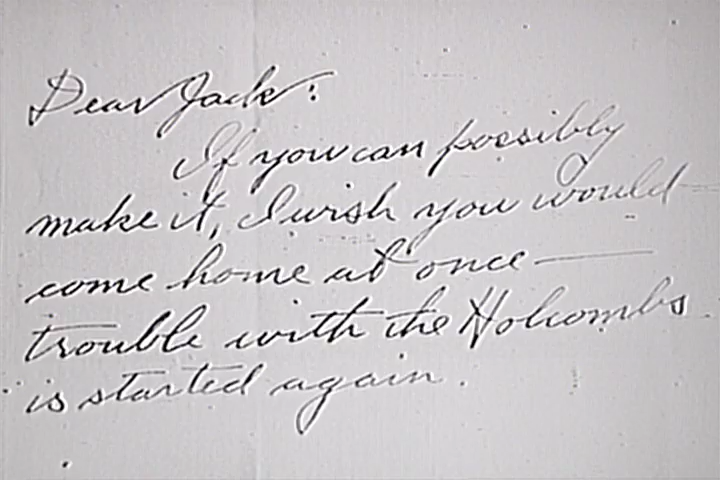 Dear Jack:
If you can possibly
make it, I wish you would
come home at once —
trouble with the Holcombs
is started again.